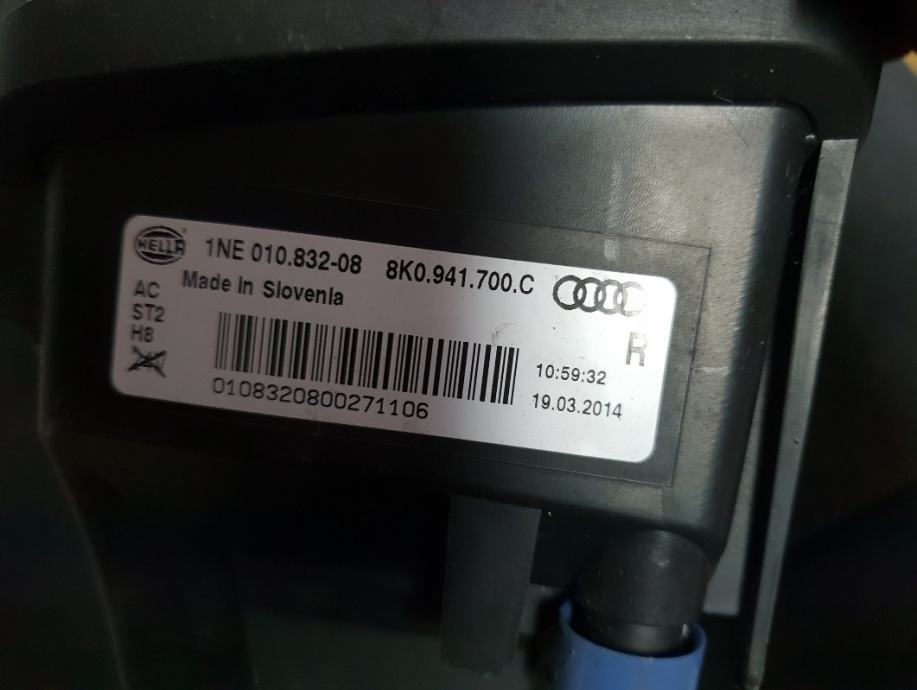 HELLA
1NE 010.832-08 8K0.941.700.C
Made in Slovenia
AC
ST2
H8
R
10:59:32
19.03.2014
0108320800271106